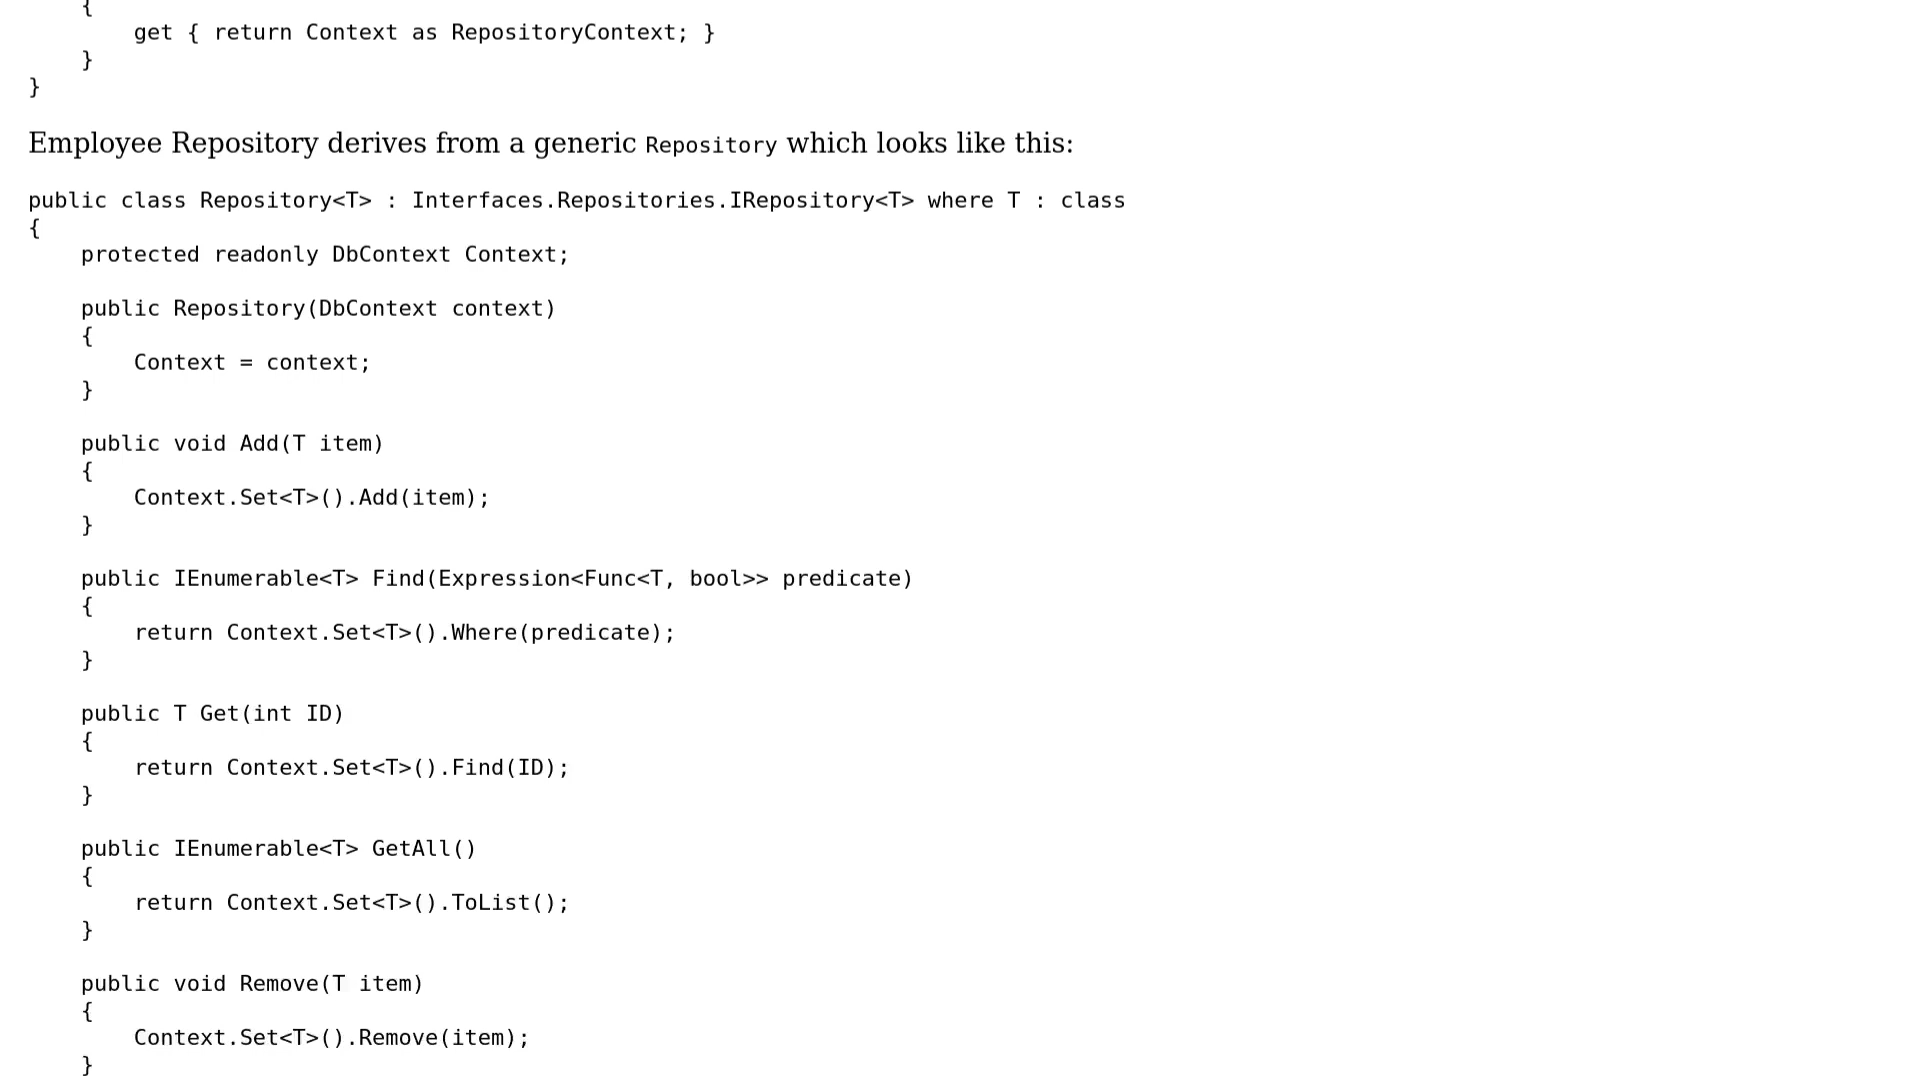 {
        get { return Context as RepositoryContext; }
    }
}
Employee Repository derives from a generic Repository which looks like this:
public class Repository<T> : Interfaces.Repositories.IRepository<T> where T : class
{
    protected readonly DbContext Context;

    public Repository(DbContext context)
    {
        Context = context;
    }

    public void Add(T item)
    {
        Context.Set<T>().Add(item);
    }

    public IEnumerable<T> Find(Expression<Func<T, bool>> predicate)
    {
        return Context.Set<T>().Where(predicate);
    }

    public T Get(int ID)
    {
        return Context.Set<T>().Find(ID);
    }

    public IEnumerable<T> GetAll()
    {
        return Context.Set<T>().ToList();
    }

    public void Remove(T item)
    {
        Context.Set<T>().Remove(item);
    }